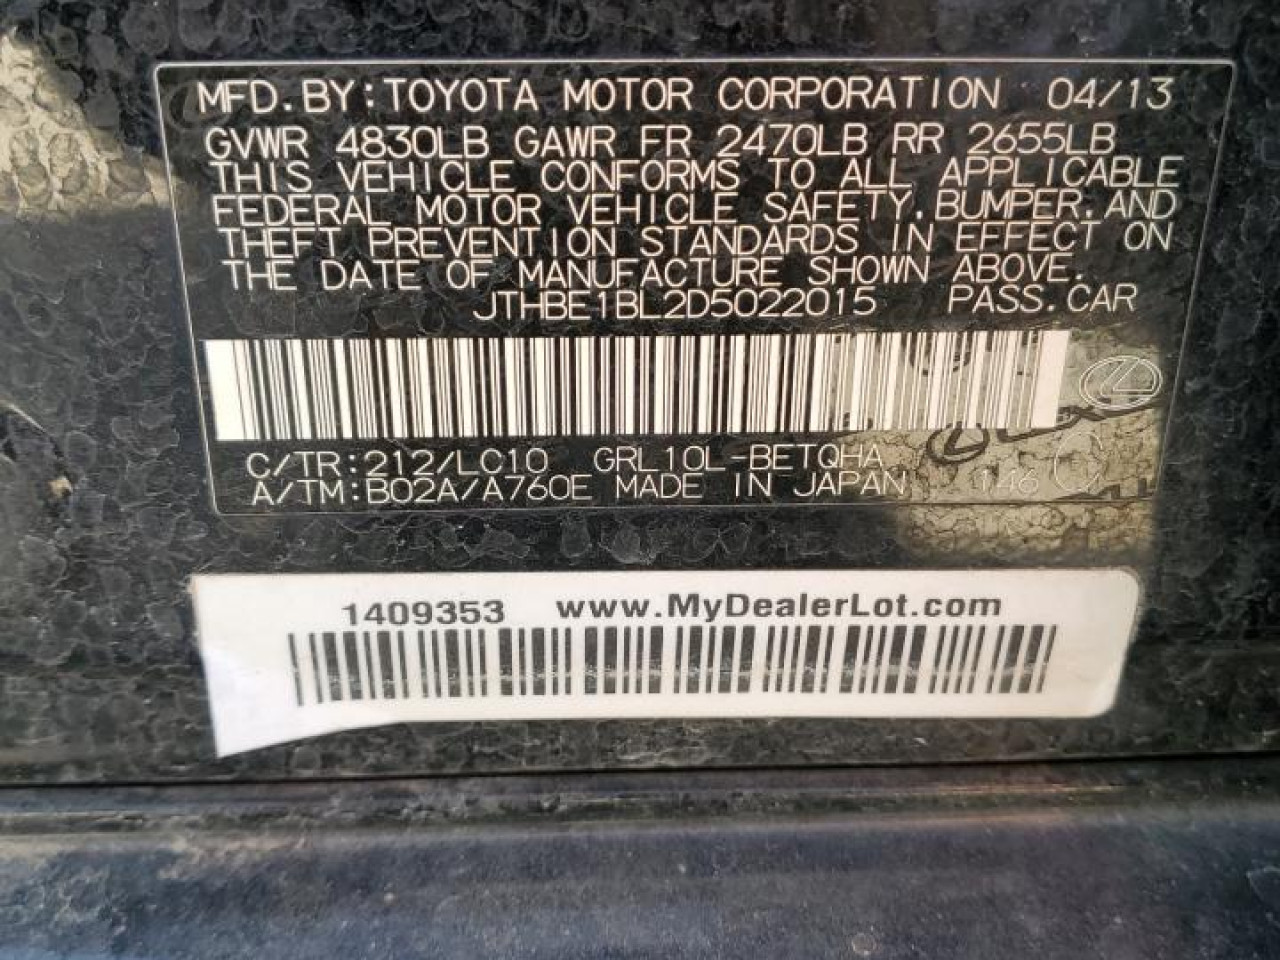 MFD.BY:TOYOTA MOTOR CORPORATION 04/13
GVWR 4830LB GAWR FR 2470LB RR 2655LB
THIS VEHICLE CONFORMS TO ALL APPLICABLE
FEDERAL MOTOR VEHICLE SAFETY,BUMPER,AND
THEFT PREVENTION STANDARDS IN EFFECT ON
THE DATE OF MANUFACTURE SHOWN ABOVE.
JTHBE1BL2D5022015 PASS.CAR
C/TR:212/LC10 GRL10L-BETQHA
A/TM:B02A/A760E MADE IN JAPAN 146 C
1409353 www.MyDealerLot.com